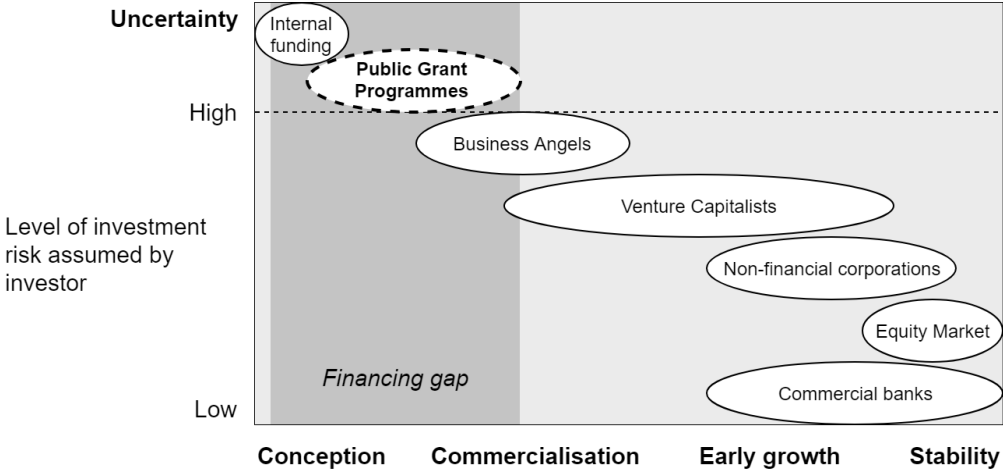 Uncertainty
Internal
funding
Public Grant
Programmes
High
Business Angels
Venture Capitalists
Level of investment
risk assumed by
investor
Non-financial corporations
Equity Market
Financing gap
Commercial banks
Low
Conception
Commercialisation
Early growth
Stability